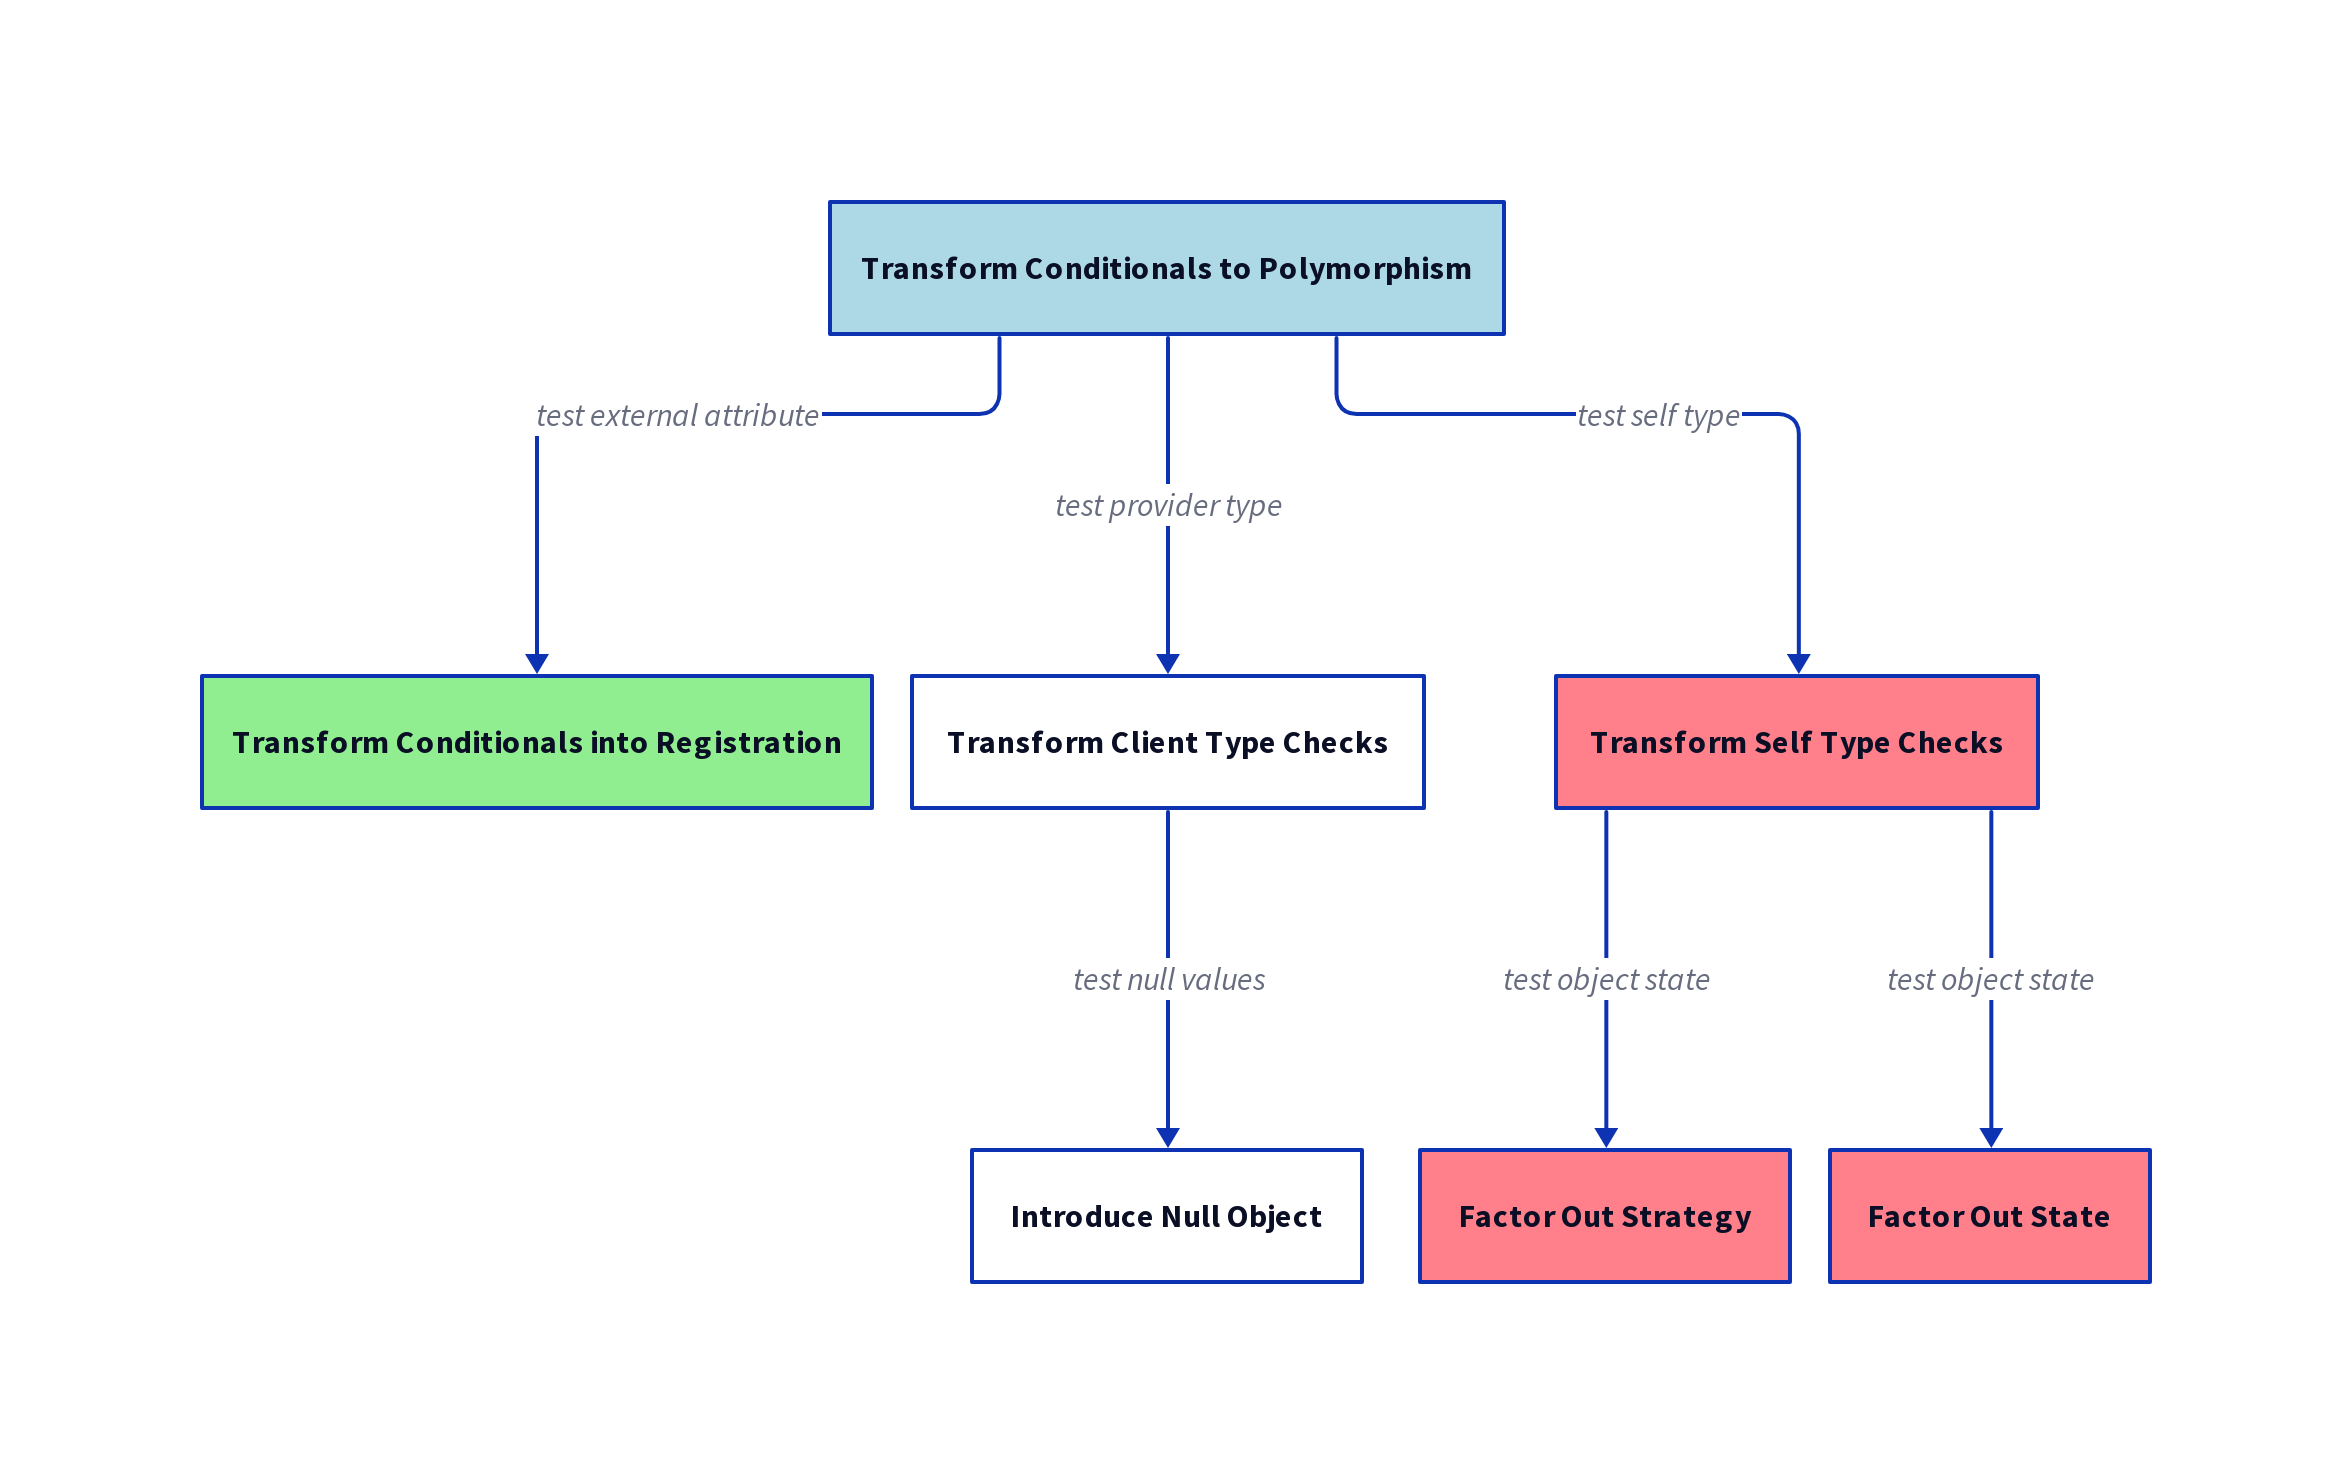 Transform Conditionals to Polymorphism
test external attribute
test self type
test provider type
Transform Conditionals into Registration
Transform Client Type Checks
Transform Self Type Checks
test null values
test object state
test object state
Introduce Null Object
Factor Out Strategy
Factor Out State